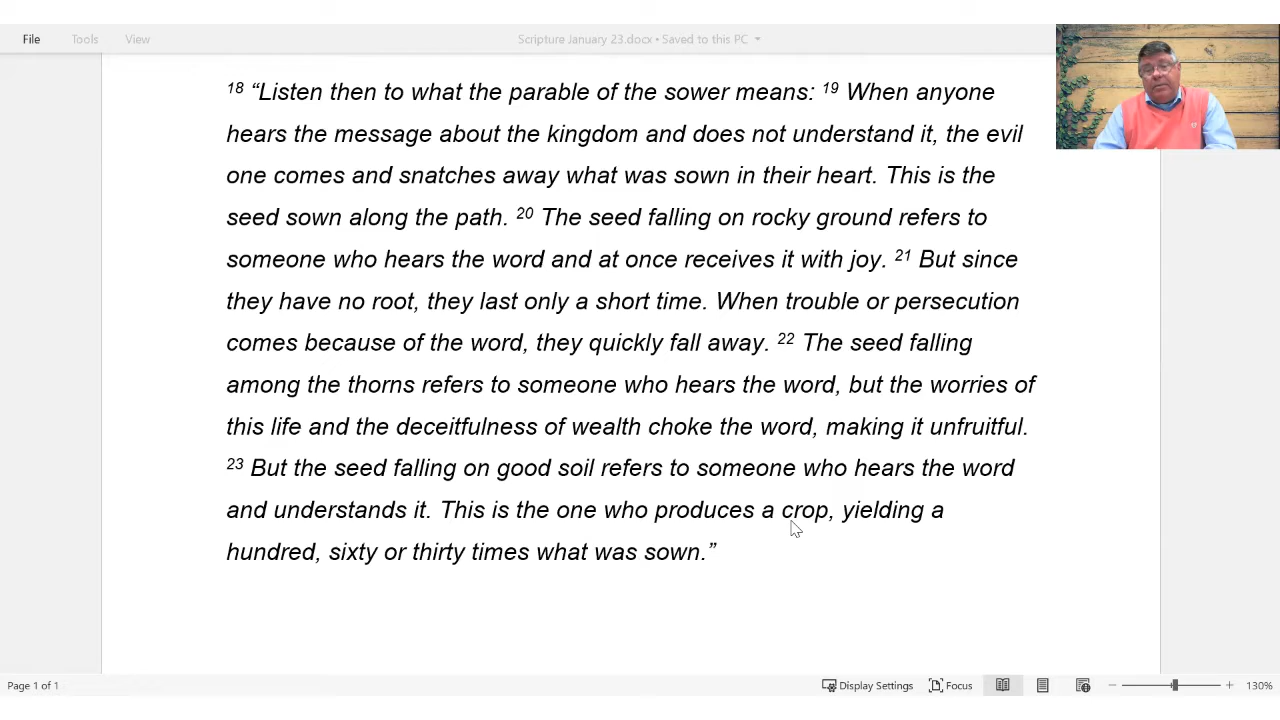 File Tools View Scripture January 23.docx • Saved to this PC
18 “Listen then to what the parable of the sower means: 19 When anyone
hears the message about the kingdom and does not understand it, the evil
one comes and snatches away what was sown in their heart. This is the
seed sown along the path. 20 The seed falling on rocky ground refers to
someone who hears the word and at once receives it with joy. 21 But since
they have no root, they last only a short time. When trouble or persecution
comes because of the word, they quickly fall away. 22 The seed falling
among the thorns refers to someone who hears the word, but the worries of
this life and the deceitfulness of wealth choke the word, making it unfruitful.
23 But the seed falling on good soil refers to someone who hears the word
and understands it. This is the one who produces a crop, yielding a
hundred, sixty or thirty times what was sown.”
Page 1 of 1 Display Settings Focus 130%